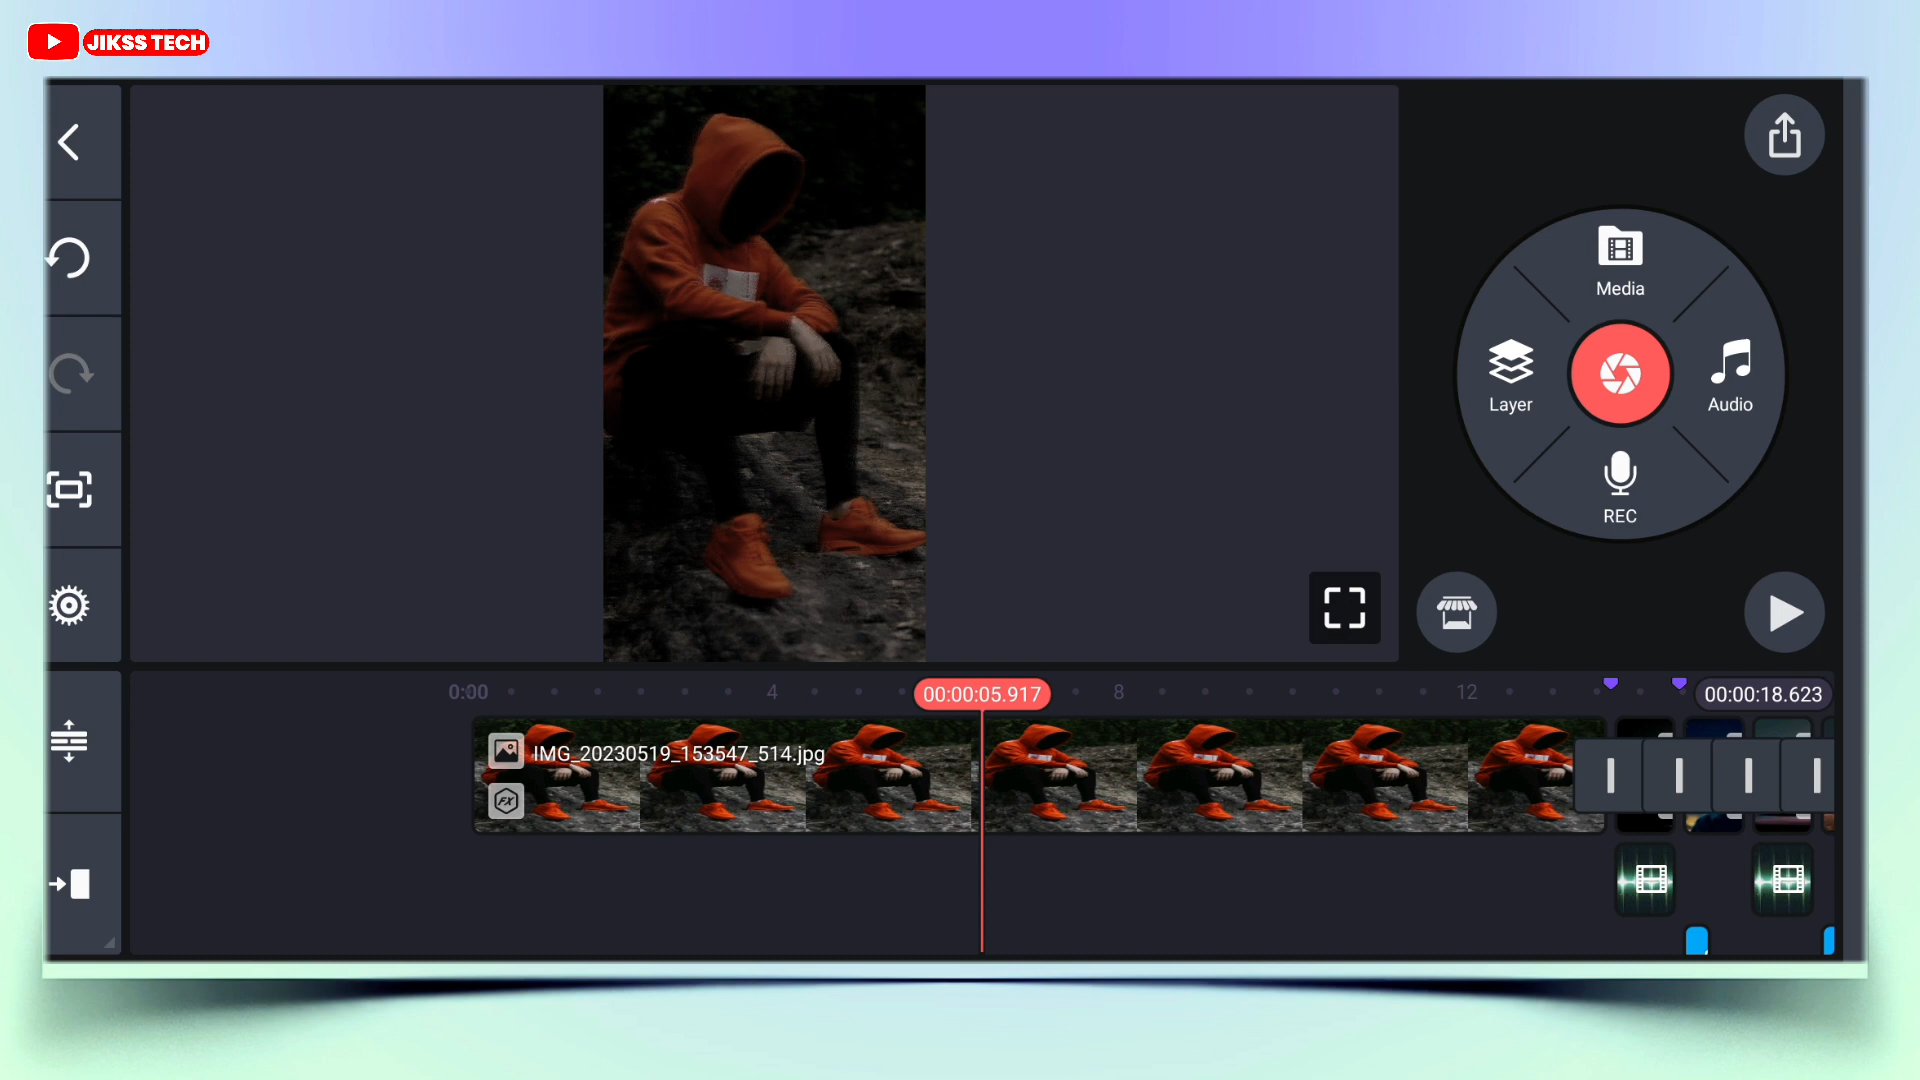 JIKSS TECH
Media
Layer
Audio
REC
0:00
4
00:00:05.917
8
12
00:00:18.623
IMG_20230519_153547_514.jpg
FX